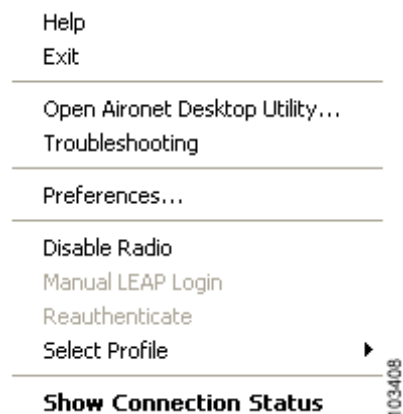 Help
Exit
Open Aironet Desktop Utility...
Troubleshooting
Preferences...
Disable Radio
Manual LEAP Login
Reauthenticate
Select Profile
Show Connection Status
103408